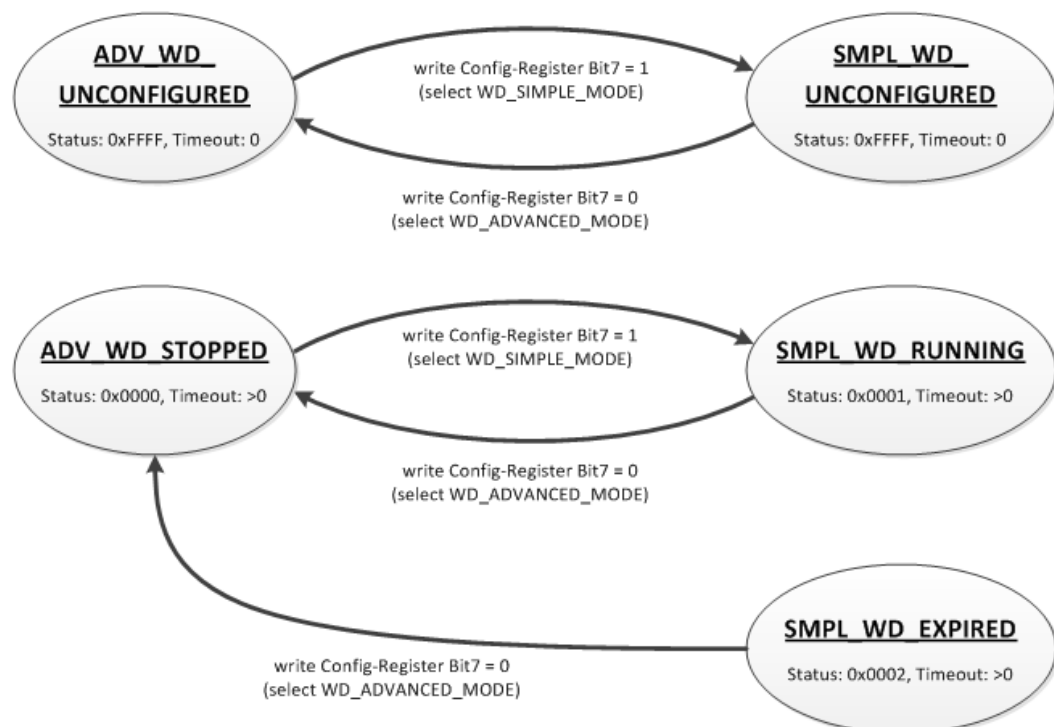 ADV_WD_
UNCONFIGURED
Status: 0xFFFF, Timeout: 0
write Config-Register Bit7 = 1
(select WD_SIMPLE_MODE)
SMPL_WD_
UNCONFIGURED
Status: 0xFFFF, Timeout: 0
write Config-Register Bit7 = 0
(select WD_ADVANCED_MODE)
ADV_WD_STOPPED
Status: 0x0000, Timeout: >0
write Config-Register Bit7 = 1
(select WD_SIMPLE_MODE)
SMPL_WD_RUNNING
Status: 0x0001, Timeout: >0
write Config-Register Bit7 = 0
(select WD_ADVANCED_MODE)
SMPL_WD_EXPIRED
Status: 0x0002, Timeout: >0
write Config-Register Bit7 = 0
(select WD_ADVANCED_MODE)